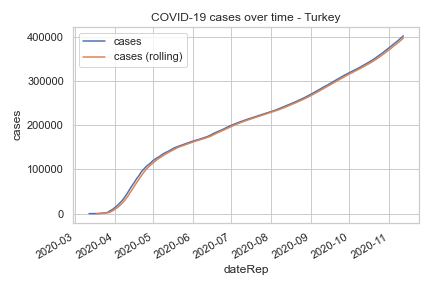 COVID-19 cases over time - Turkey
cases
cases (rolling)
400000
300000
200000
100000
0
cases
2020-03
2020-04
2020-05
2020-06
2020-07
2020-08
2020-09
2020-10
2020-11
dateRep